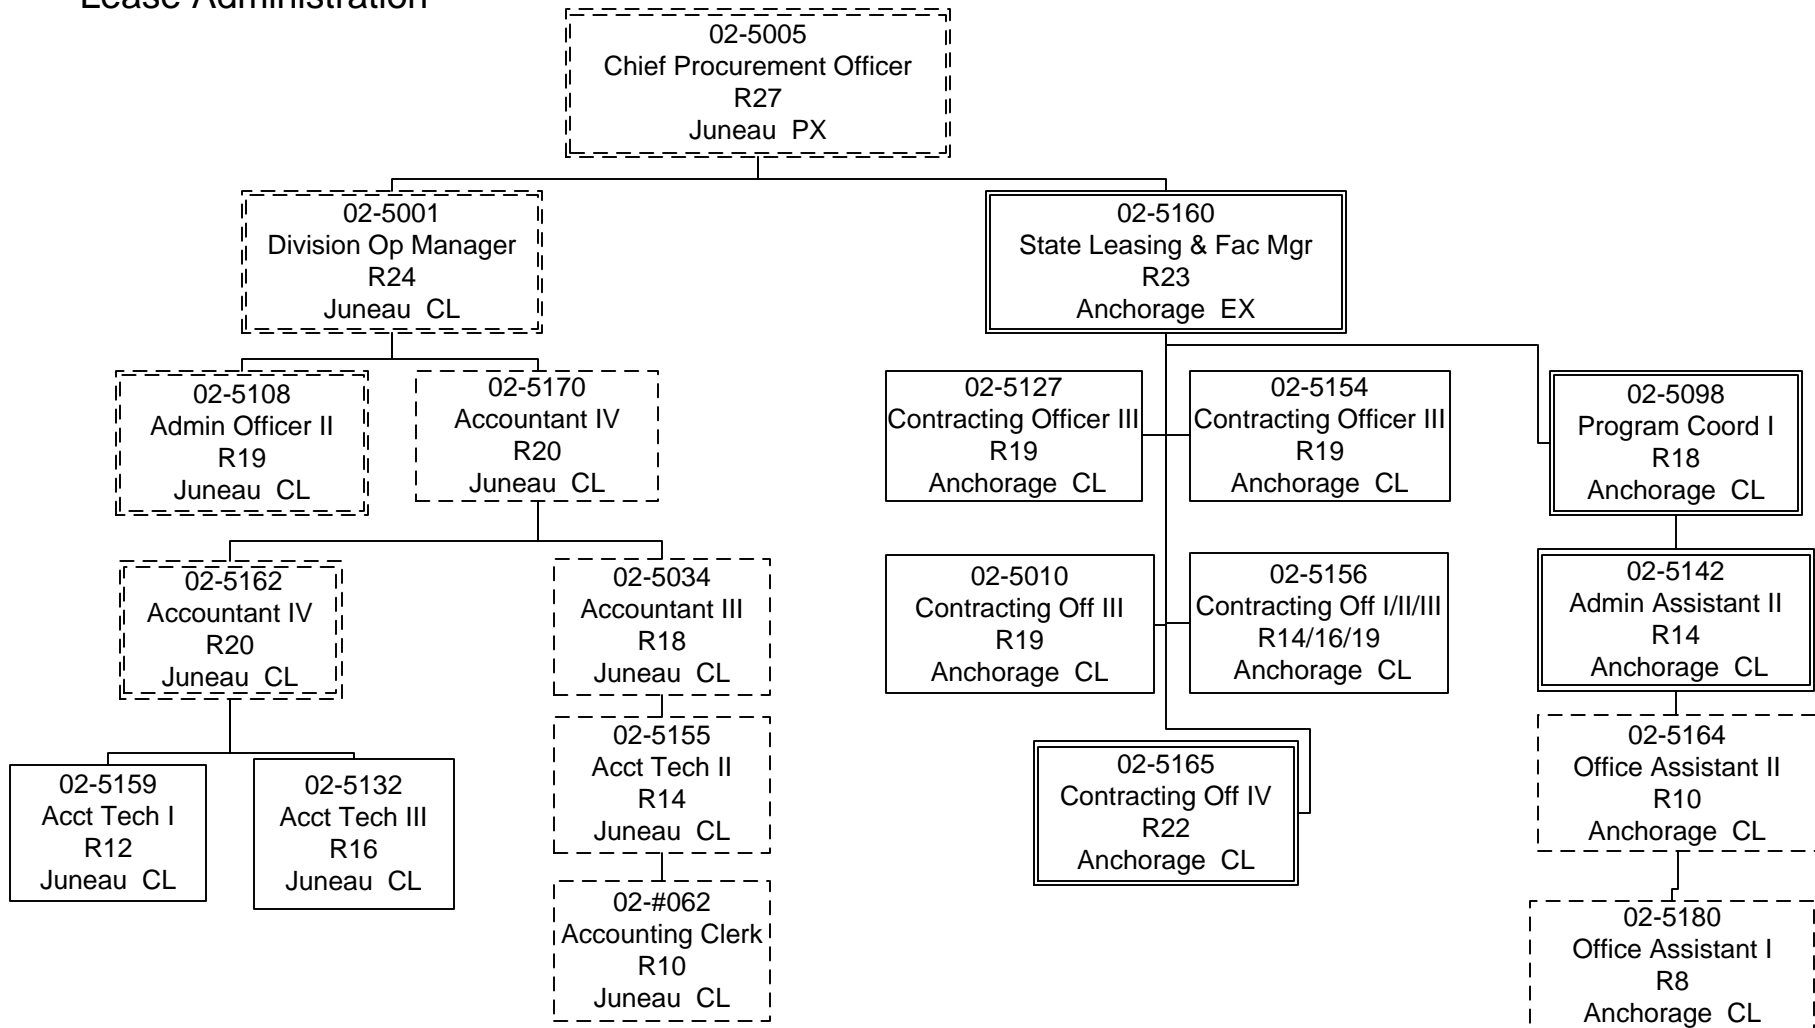 Lease Administration
02-5005
Chief Procurement Officer
R27
Juneau PX
02-5001
Division Op Manager
R24
Juneau CL
02-5160
State Leasing & Fac Mgr
R23
Anchorage EX
02-5108
Admin Officer II
R19
Juneau CL
02-5170
Accountant IV
R20
Juneau CL
02-5127
Contracting Officer III
R19
Anchorage CL
02-5154
Contracting Officer III
R19
Anchorage CL
02-5098
Program Coord I
R18
Anchorage CL
02-5162
Accountant IV
R20
Juneau CL
02-5034
Accountant III
R18
Juneau CL
02-5010
Contracting Off III
R19
Anchorage CL
02-5156
Contracting Off I/II/III
R14/16/19
Anchorage CL
02-5142
Admin Assistant II
R14
Anchorage CL
02-5159
Acct Tech I
R12
Juneau CL
02-5132
Acct Tech III
R16
Juneau CL
02-5155
Acct Tech II
R14
Juneau CL
02-5165
Contracting Off IV
R22
Anchorage CL
02-5164
Office Assistant II
R10
Anchorage CL
02-#062
Accounting Clerk
R10
Juneau CL
02-5180
Office Assistant I
R8
Anchorage CL